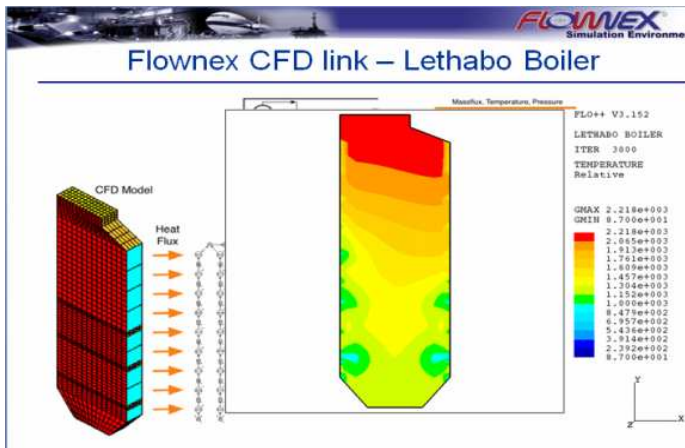 FLOWNEX
Simulation Environme
Flownex CFD link – Lethabo Boiler
Massflux, Temperature, Pressure
CFD Model
Heat
Flux
FLO++ V3.152
LETHABO BOILER
ITER 3000
TEMPERATURE
Relative
GMAX 2.218e+003
GMIN 8.700e+001
2.218e+003
2.065e+003
1.913e+003
1.761e+003
1.609e+003
1.457e+003
1.304e+003
1.152e+003
1.000e+003
8.479e+002
6.957e+002
5.436e+002
3.914e+002
2.392e+002
8.700e+001
Y
Z X